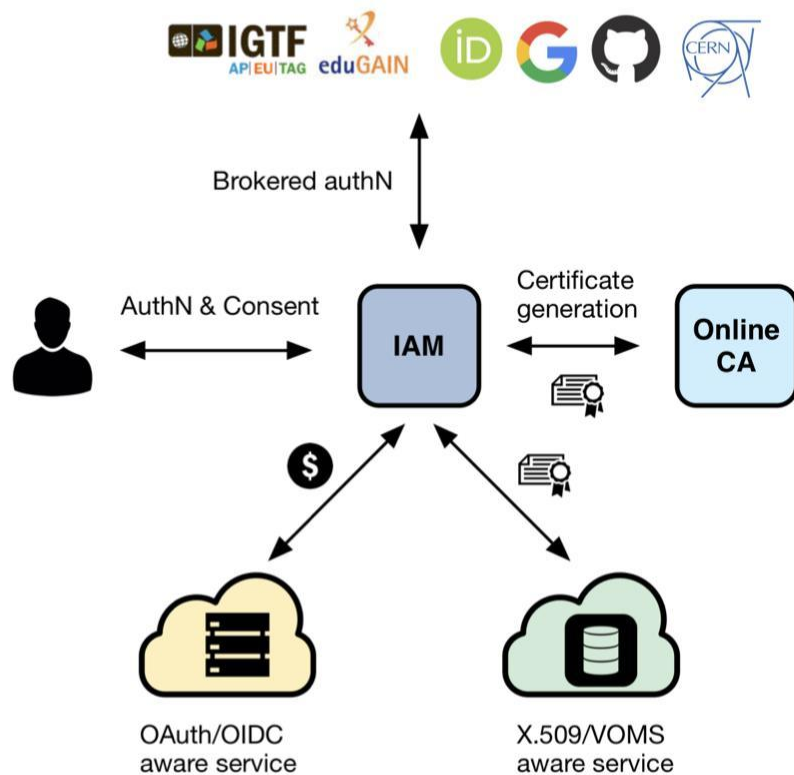 IGTF
AP|EU|TAG
eduGAIN
iD
G
CERN
Brokered authN
AuthN & Consent
IAM
Certificate
generation
Online
CA
$
OAuth/OIDC
aware service
X.509/VOMS
aware service